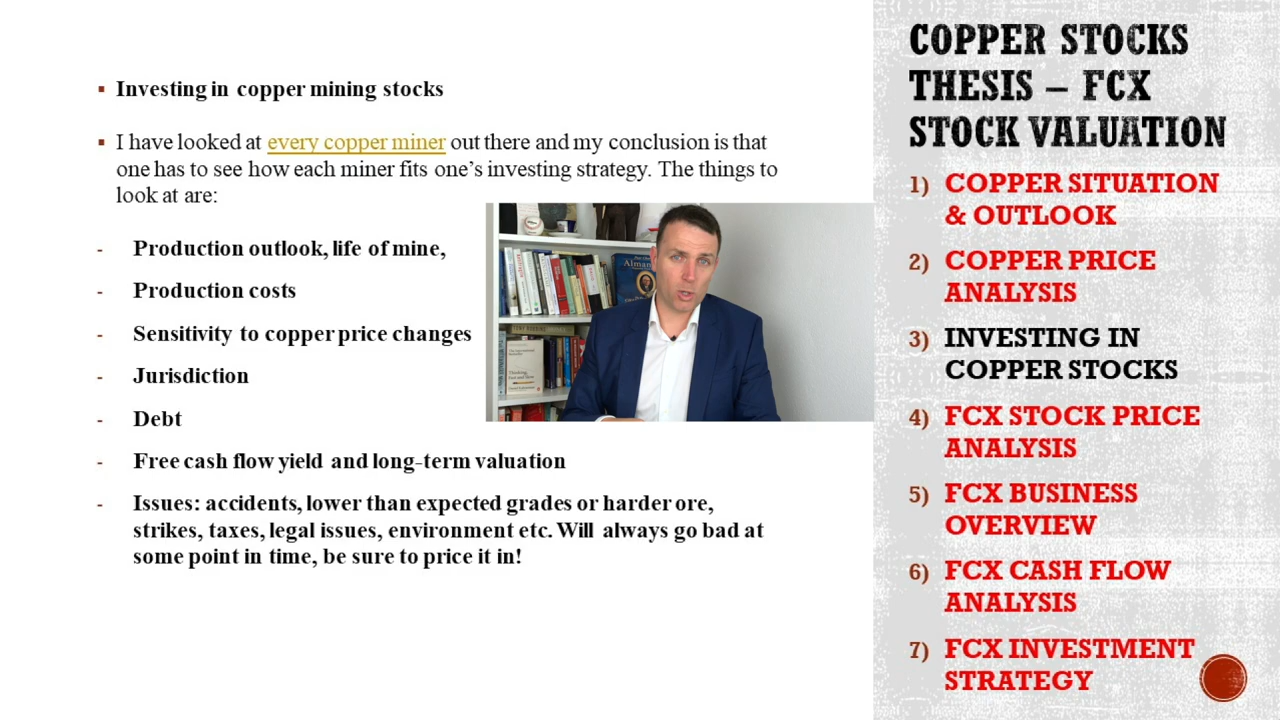 Investing in copper mining stocks
I have looked at every copper miner out there and my conclusion is that
one has to see how each miner fits one's investing strategy. The things to
look at are:
- Production outlook, life of mine,
- Production costs
- Sensitivity to copper price changes
- Jurisdiction
- Debt
- Free cash flow yield and long-term valuation
- Issues: accidents, lower than expected grades or harder ore,
strikes, taxes, legal issues, environment etc. Will always go bad at
some point in time, be sure to price it in!
COPPER STOCKS
THESIS – FCX
STOCK VALUATION
1) COPPER SITUATION
& OUTLOOK
2) COPPER PRICE
ANALYSIS
3) INVESTING IN
COPPER STOCKS
4) FCX STOCK PRICE
ANALYSIS
5) FCX BUSINESS
OVERVIEW
6) FCX CASH FLOW
ANALYSIS
7) FCX INVESTMENT
STRATEGY